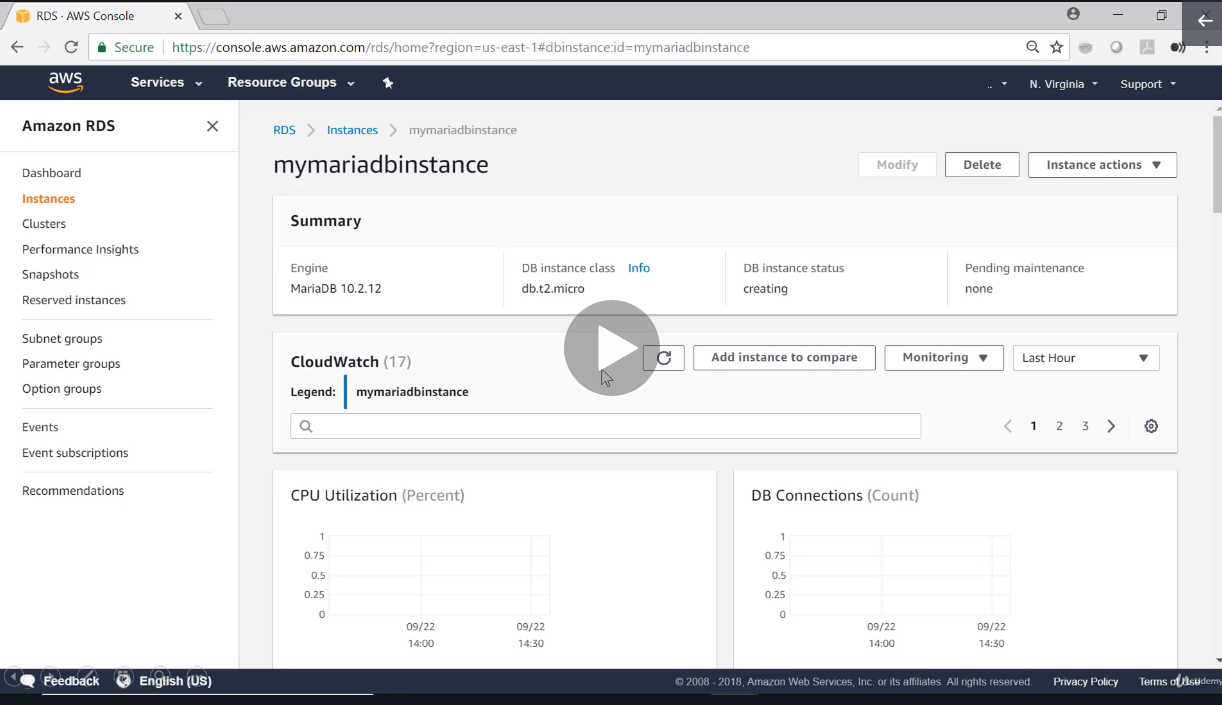 RDS · AWS Console
Secure
https://console.aws.amazon.com/rds/home?region=us-east-1#dbinstance:id=mymariadbinstance
aws
Services
Resource Groups
..
N. Virginia
Support
Amazon RDS
Dashboard
Instances
Clusters
Performance Insights
Snapshots
Reserved instances
Subnet groups
Parameter groups
Option groups
Events
Event subscriptions
Recommendations
RDS > Instances > mymariadbinstance
mymariadbinstance
Modify
Delete
Instance actions
Summary
Engine
MariaDB 10.2.12
DB instance class Info
db.t2.micro
DB instance status
creating
Pending maintenance
none
CloudWatch (17)
Add instance to compare
Monitoring
Last Hour
Legend: mymariadbinstance
1 2 3
CPU Utilization (Percent)
1
0.75
0.5
0.25
0
09/22 09/22
14:00 14:30
DB Connections (Count)
1
0.75
0.5
0.25
0
09/22 09/22
14:00 14:30
Feedback
English (US)
© 2008 - 2018, Amazon Web Services, Inc. or its affiliates. All rights reserved.
Privacy Policy
Terms of Use